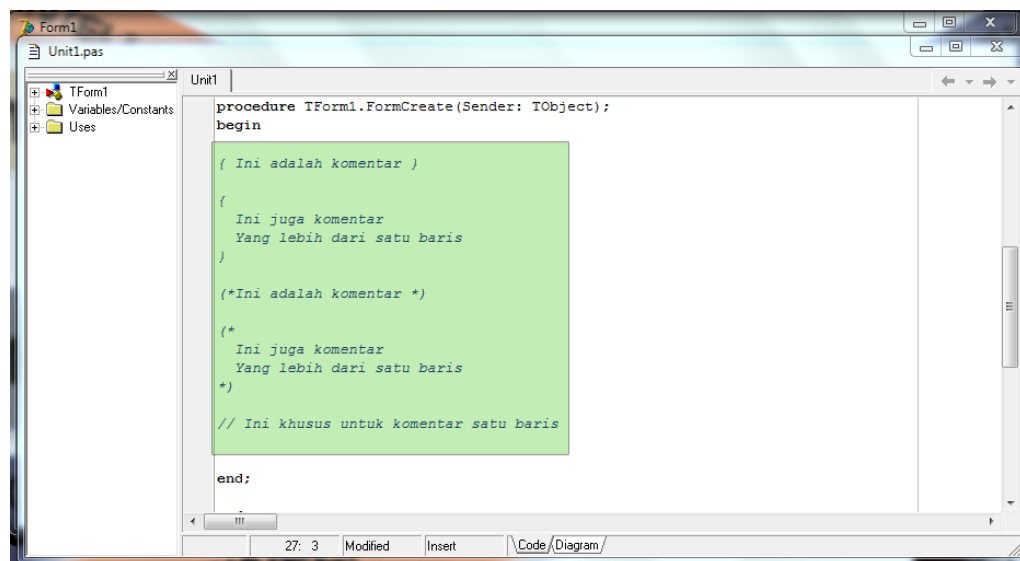 Form1
Unit1.pas
Unit1
TForm1
Variables/Constants
Uses
procedure TForm1.FormCreate(Sender: TObject);
begin
{ Ini adalah komentar }
{
Ini juga komentar
Yang lebih dari satu baris
}
(*Ini adalah komentar *)
(*
Ini juga komentar
Yang lebih dari satu baris
*)
// Ini khusus untuk komentar satu baris
end;
27: 3 Modified Insert Code Diagram